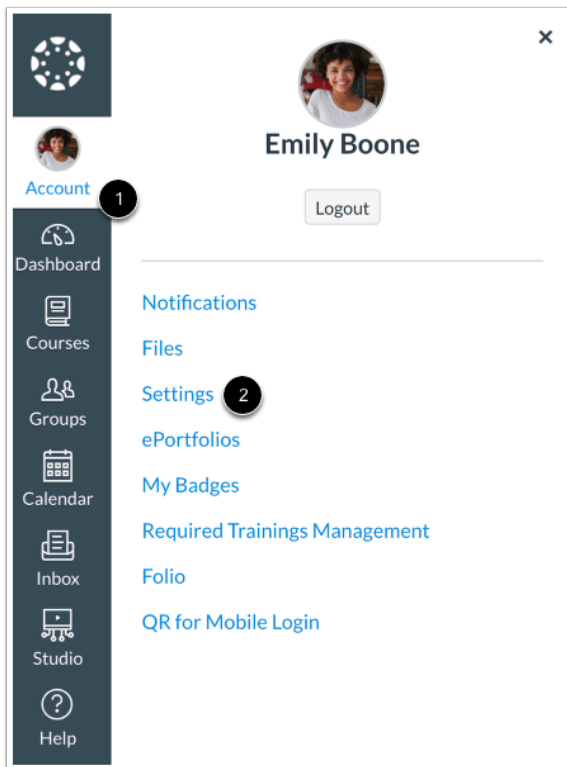 ×
Emily Boone
Account
1
Logout
Dashboard
Notifications
Courses
Files
Settings 2
Groups
ePortfolios
My Badges
Calendar
Required Trainings Management
Inbox
Folio
QR for Mobile Login
Studio
?
Help